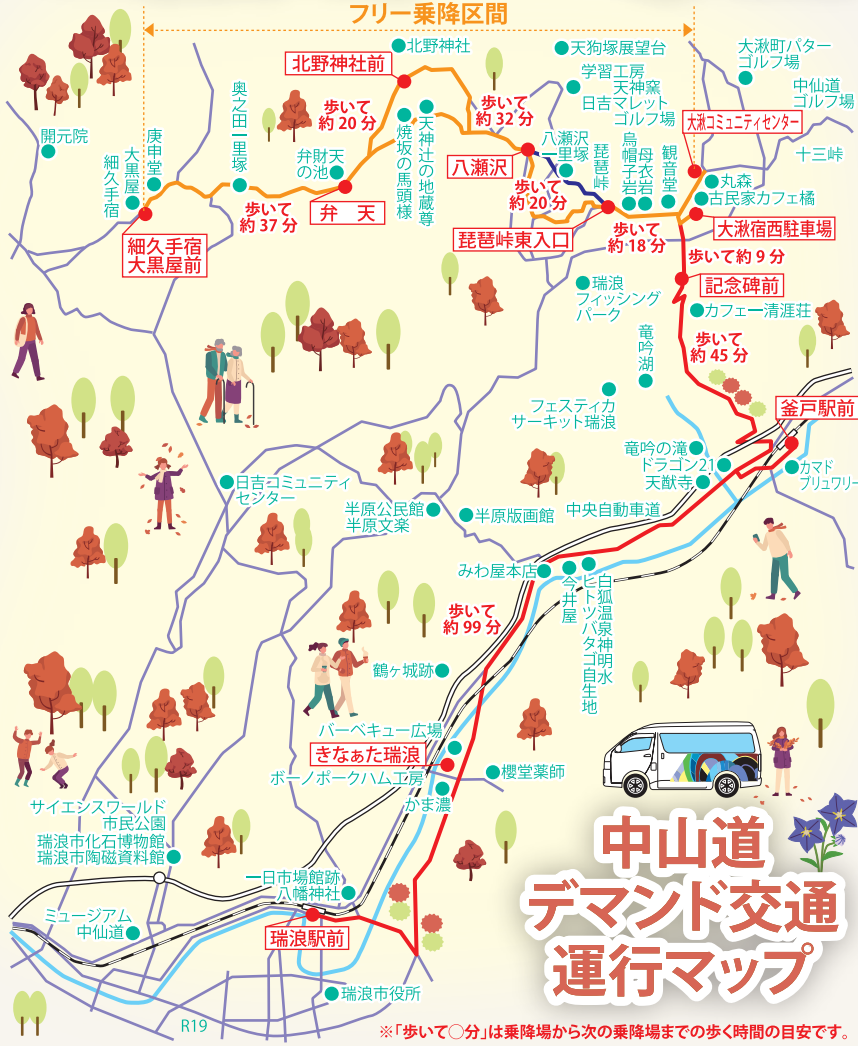 フリー乗降区間
北野神社
北野神社前
天狗塚展望台
大湫町パター
ゴルフ場
学習工房
天神窯
日吉マレット
ゴルフ場
中仙道
ゴルフ場
奥之田一里塚
歩いて
約20分
歩いて
約32分
大湫コミュニティセンター
開元院
庚申堂
大黒屋
細久手宿
弁財天
の池
焼坂の馬頭様
天神辻の地蔵尊
八瀬沢
八瀬沢
一里塚
琵琶峠
烏帽子岩
母衣岩
観音堂
十三峠
丸森
古民家カフェ橘
歩いて
約20分
歩いて
約37分
弁 天
琵琶峠東入口
歩いて
約18分
大湫宿西駐車場
細久手宿
大黒屋前
歩いて約9分
記念碑前
瑞浪
フィッシング
パーク
カフェ一清涯荘
竜吟湖
歩いて
約45分
フェスティカ
サーキット瑞浪
釜戸駅前
竜吟の滝
ドラゴン21
天猷寺
カマド
ブリュワリー
日吉コミュニティ
センター
半原公民館
半原文楽
半原版画館
中央自動車道
みわ屋本店
今井屋
ヒトツバタゴ自生地
白狐温泉神明水
歩いて
約99分
鶴ヶ城跡
バーベキュー広場
きなぁた瑞浪
ボーノポークハム工房
櫻堂薬師
かま濃
サイエンスワールド
市民公園
瑞浪市化石博物館
瑞浪市陶磁資料館
一日市場館跡
八幡神社
ミュージアム
中仙道
瑞浪駅前
瑞浪市役所
R19
中山道
デマンド交通
運行マップ
※「歩いて○分」は乗降場から次の乗降場までの歩く時間の目安です。